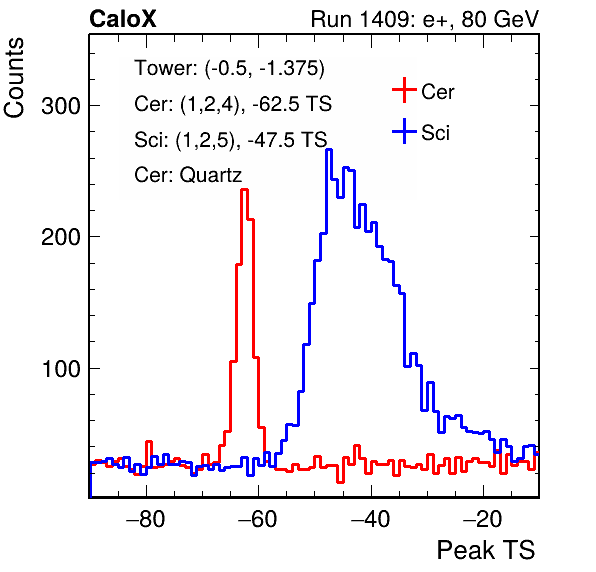 CaloX Run 1409: e+, 80 GeV
Counts
Tower: (-0.5, -1.375)
Cer: (1,2,4), -62.5 TS
Sci: (1,2,5), -47.5 TS
Cer: Quartz
Cer
Sci
300
200
100
−80 −60 −40 −20
Peak TS